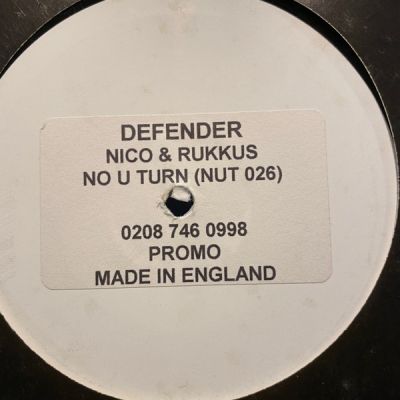 DEFENDER
NICO & RUKKUS
NO U TURN (NUT 026)
0208 746 0998
PROMO
MADE IN ENGLAND